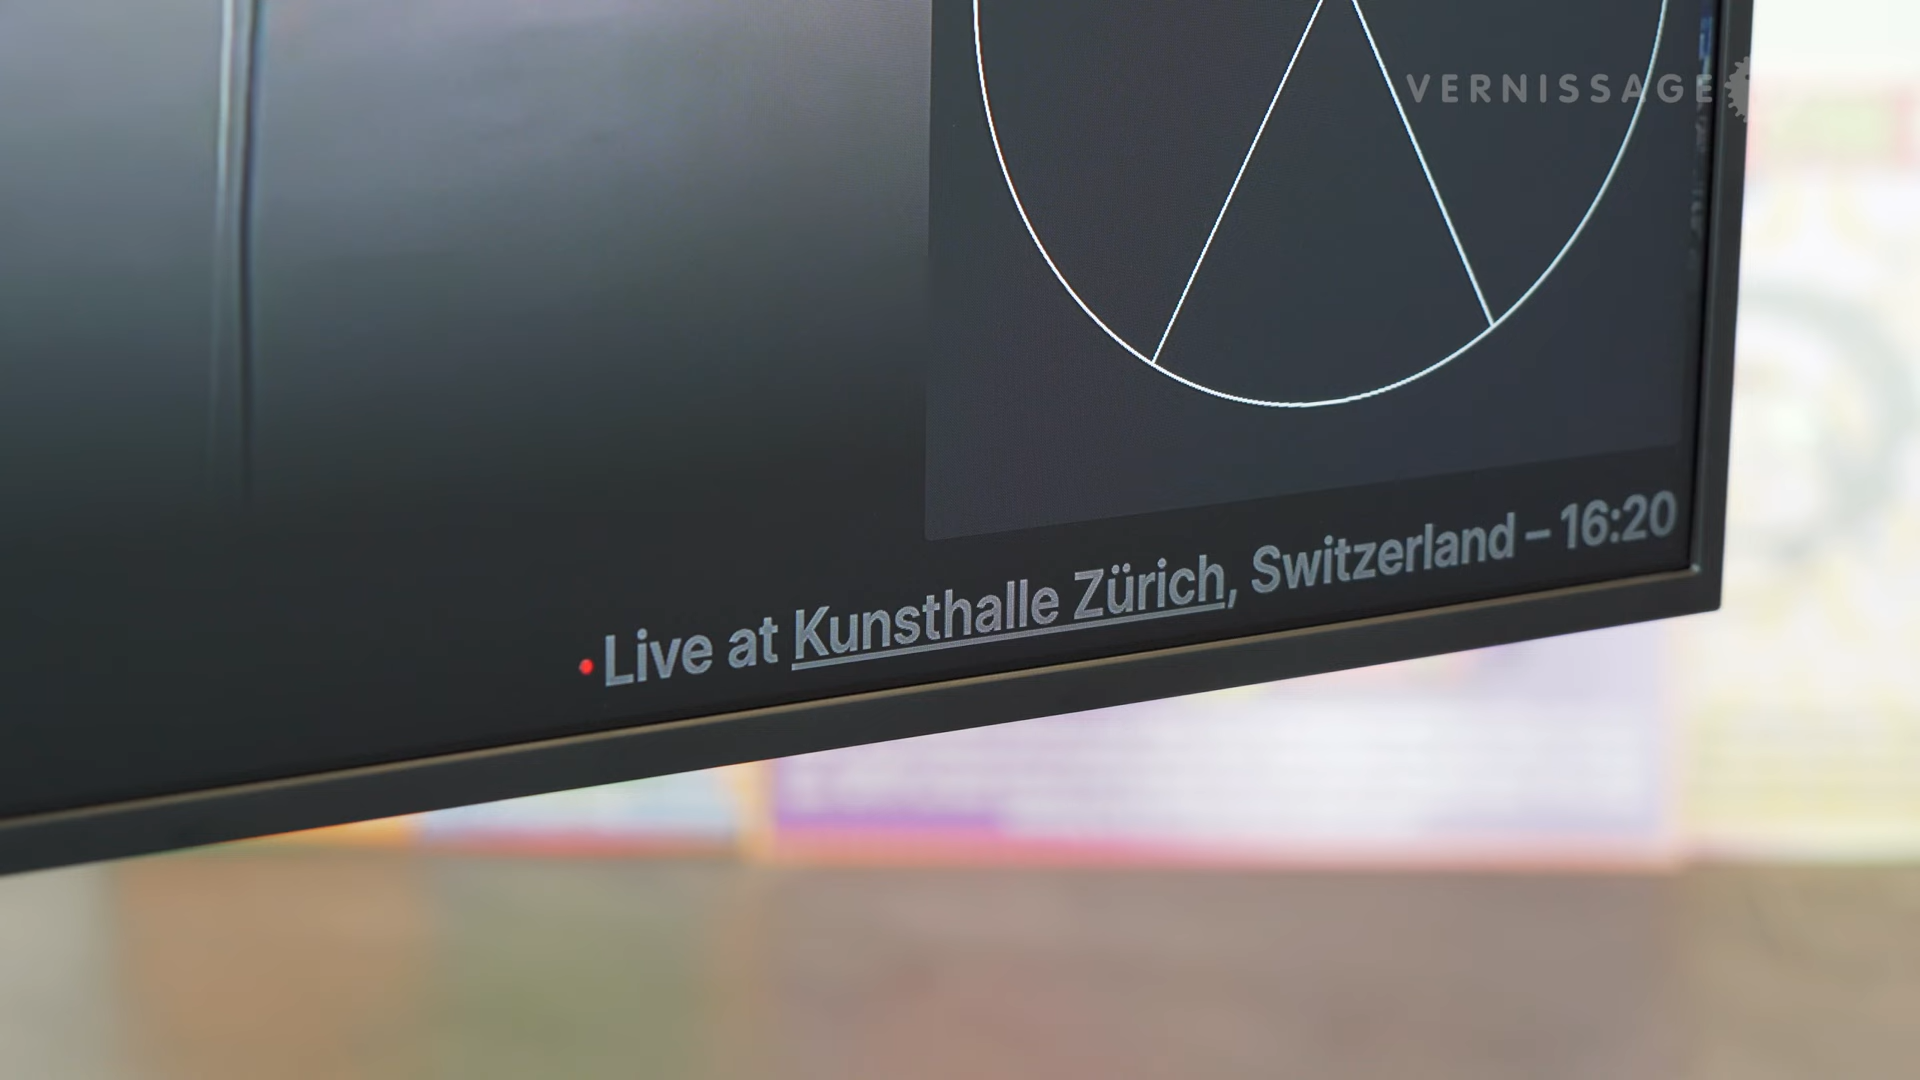 VERNISSAGE
Live at Kunsthalle Zürich, Switzerland – 16:20